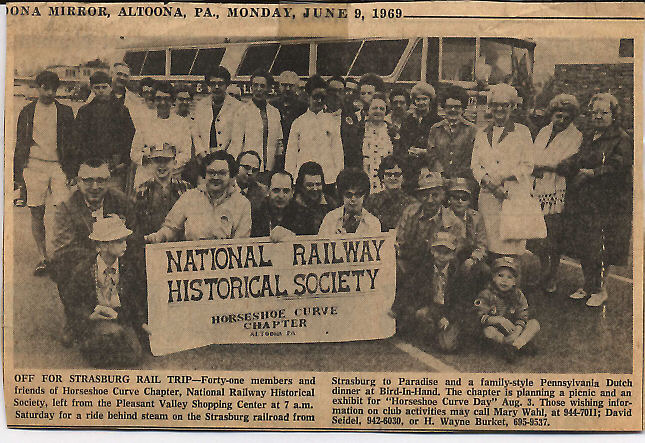 OONA MIRROR, ALTOONA, PA., MONDAY, JUNE 9, 1969
NATIONAL RAILWAY
HISTORICAL SOCIETY
HORSESHOE CURVE
CHAPTER
ALTOONA PA
OFF FOR STRASBURG RAIL TRIP—Forty-one members and
friends of Horseshoe Curve Chapter, National Railway Historical
Society, left from the Pleasant Valley Shopping Center at 7 a.m.
Saturday for a ride behind steam on the Strasburg railroad from
Strasburg to Paradise and a family-style Pennsylvania Dutch
dinner at Bird-In-Hand. The chapter is planning a picnic and an
exhibit for "Horseshoe Curve Day" Aug. 3. Those wishing infor-
mation on club activities may call Mary Wahl, at 944-7011; David
Seidel, 942-6030, or H. Wayne Burket, 695-9537.